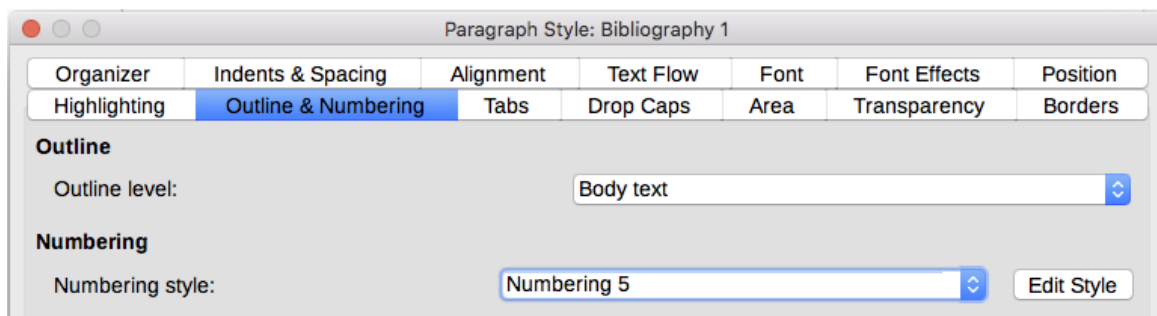 Paragraph Style: Bibliography 1
Organizer Indents & Spacing Alignment Text Flow Font Font Effects Position
Highlighting Outline & Numbering Tabs Drop Caps Area Transparency Borders
Outline
Outline level: Body text
Numbering
Numbering style: Numbering 5 Edit Style